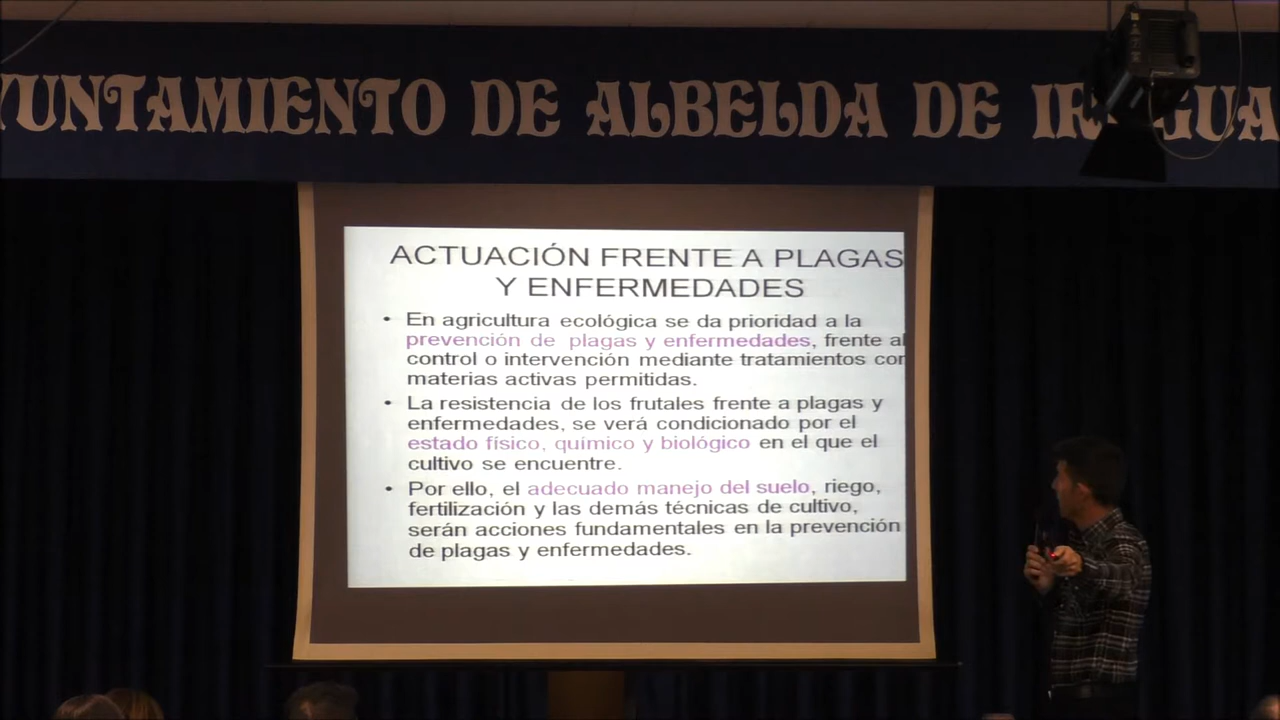 YUNTAMIENTO DE ALBELDA DE IR GUA
ACTUACIÓN FRENTE A PLAGAS
Y ENFERMEDADES
• En agricultura ecológica se da prioridad a la
prevención de plagas y enfermedades, frente al
control o intervención mediante tratamientos con
materias activas permitidas.
• La resistencia de los frutales frente a plagas y
enfermedades, se verá condicionado por el
estado físico, químico y biológico en el que el
cultivo se encuentre.
• Por ello, el adecuado manejo del suelo, riego,
fertilización y las demás técnicas de cultivo,
serán acciones fundamentales en la prevención
de plagas y enfermedades.